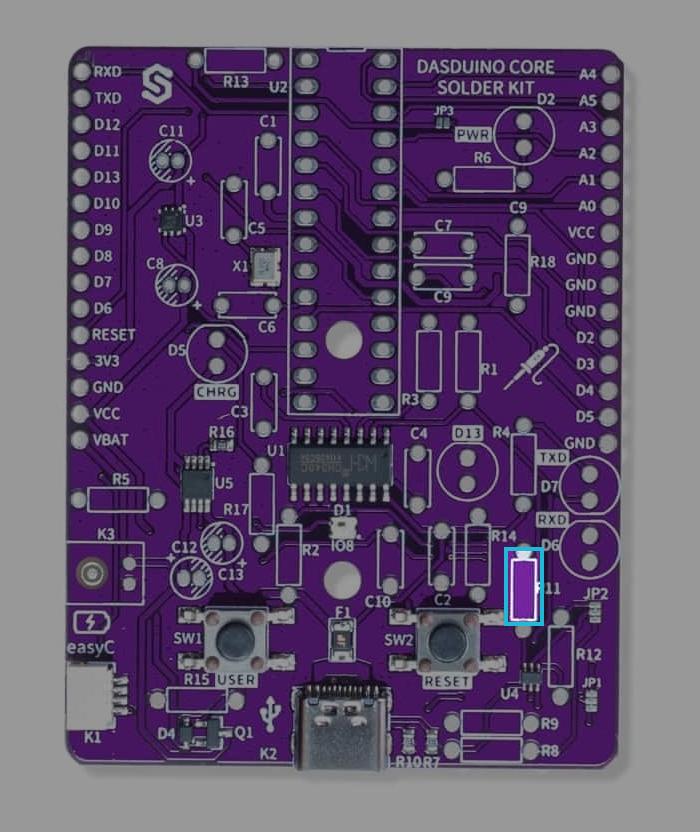 DASDUINO CORE
SOLDER KIT
RXD
TXD
D12
D11
D13
D10
D9
D8
D7
D6
RESET
3V3
GND
VCC
VBAT
A4
A5
A3
A2
A1
A0
VCC
GND
GND
GND
D2
D3
D4
D5
GND
R13
U2
JP3
D2
PWR
C11
C1
R6
U3
C5
C7
C9
R18
C8
X1
C9
C6
D5
CHRG
R3
R1
C3
R16
U1
CH340C
C4
D13
R4
TXD
D7
R5
U5
R17
D1
IO8
R14
RXD
D6
K3
C12
C13
R2
C10
C2
JP2
easyC
SW1
F1
SW2
R12
USER
RESET
R15
U4
JP1
K1
D4
Q1
K2
R10
R7
R9
R8